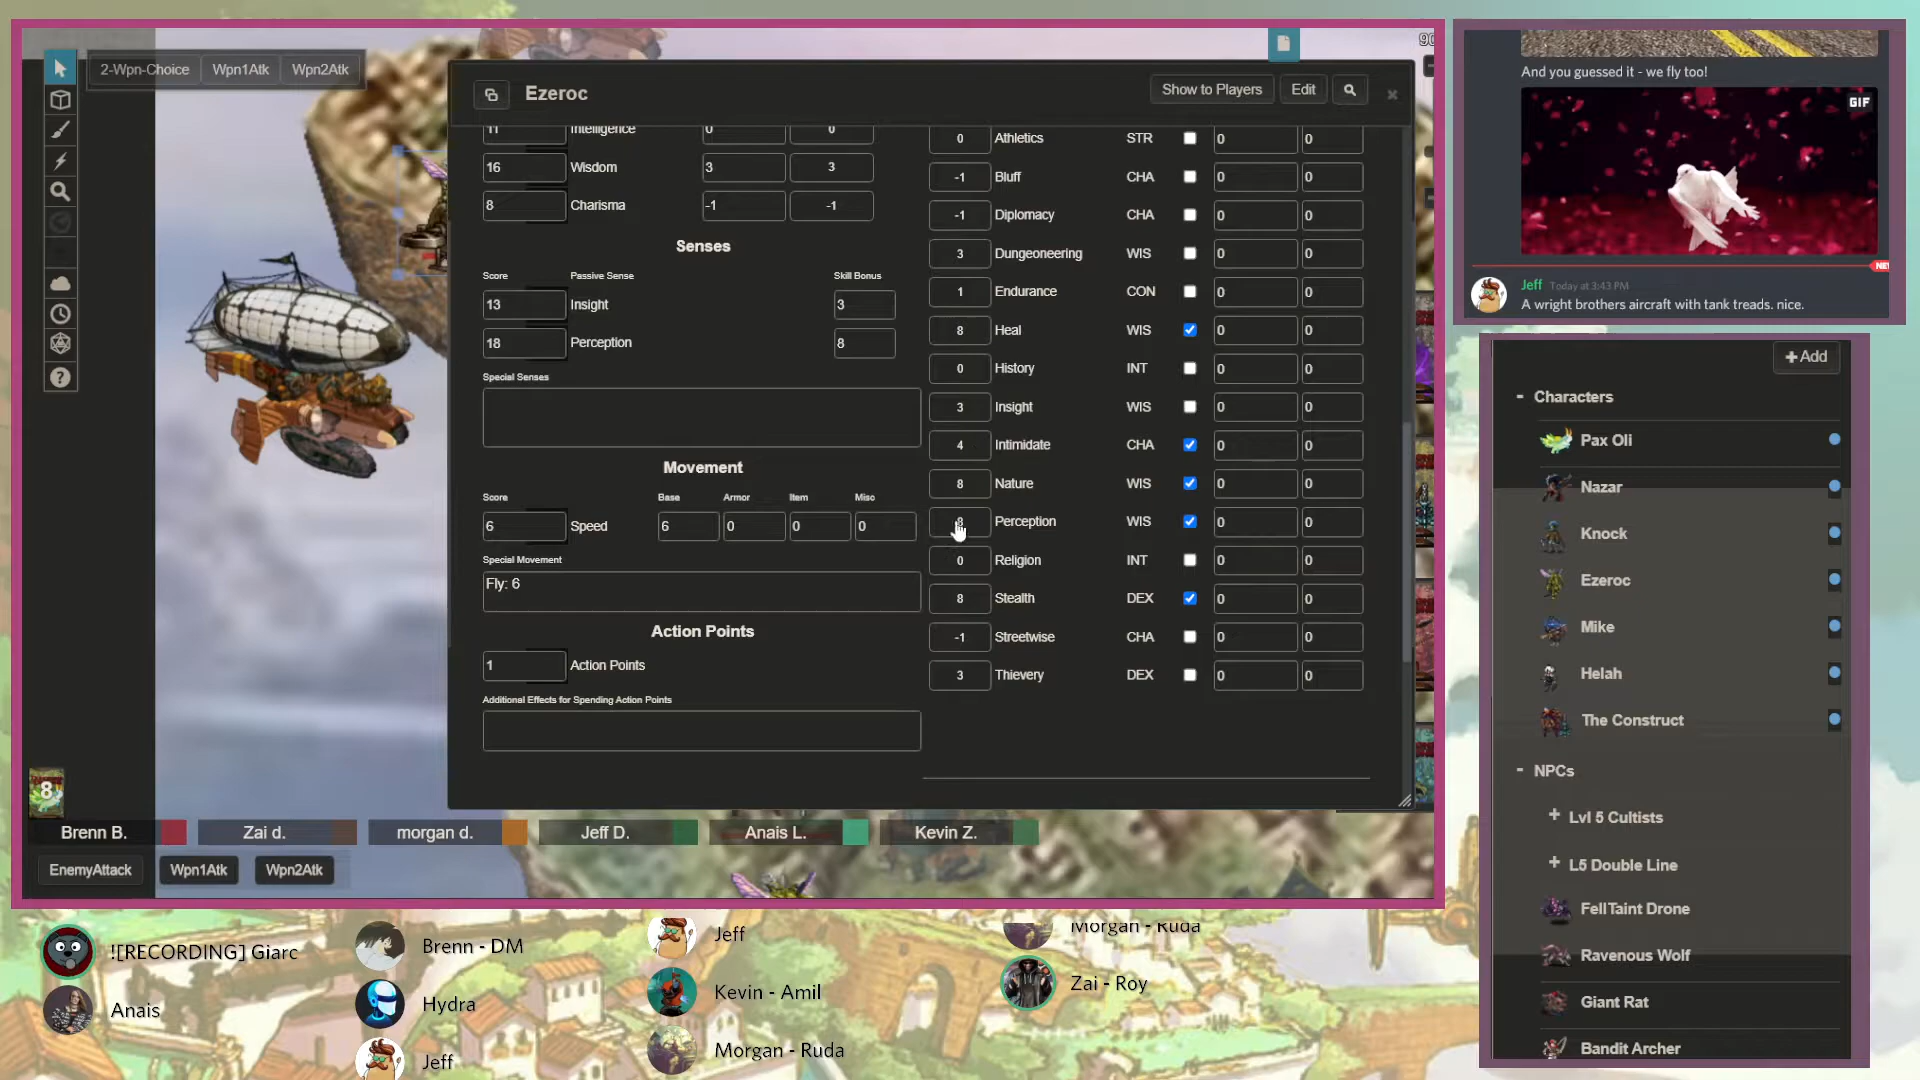 2-Wpn-Choice Wpn1Atk Wpn2Atk
90
Ezeroc
Show to Players Edit
11 Intelligence 0 0
16 Wisdom 3 3
8 Charisma -1 -1
Senses
Score Passive Sense Skill Bonus
13 Insight 3
18 Perception 8
Special Senses
Movement
Score Base Armor Item Misc
6 Speed 6 0 0 0
Special Movement
Fly: 6
Action Points
1 Action Points
Additional Effects for Spending Action Points
0 Athletics STR 0 0
-1 Bluff CHA 0 0
-1 Diplomacy CHA 0 0
3 Dungeoneering WIS 0 0
1 Endurance CON 0 0
8 Heal WIS 0 0
0 History INT 0 0
3 Insight WIS 0 0
4 Intimidate CHA 0 0
8 Nature WIS 0 0
Perception WIS 0 0
0 Religion INT 0 0
8 Stealth DEX 0 0
-1 Streetwise CHA 0 0
3 Thievery DEX 0 0
8
Brenn B. Zai d. morgan d. Jeff D. Anais L. Kevin Z.
EnemyAttack Wpn1Atk Wpn2Atk
And you guessed it - we fly too!
GIF
NEW
Jeff Today at 3:43 PM
A wright brothers aircraft with tank treads. nice.
+Add
- Characters
Pax Oli
Nazar
Knock
Ezeroc
Mike
Helah
The Construct
- NPCs
+ Lvl 5 Cultists
+ L5 Double Line
FellTaint Drone
Ravenous Wolf
Giant Rat
Bandit Archer
![RECORDING] Giarc
Anais
Brenn - DM
Hydra
Jeff
Jeff
Kevin - Amil
Morgan - Ruda
Morgan - Ruda
Zai - Roy